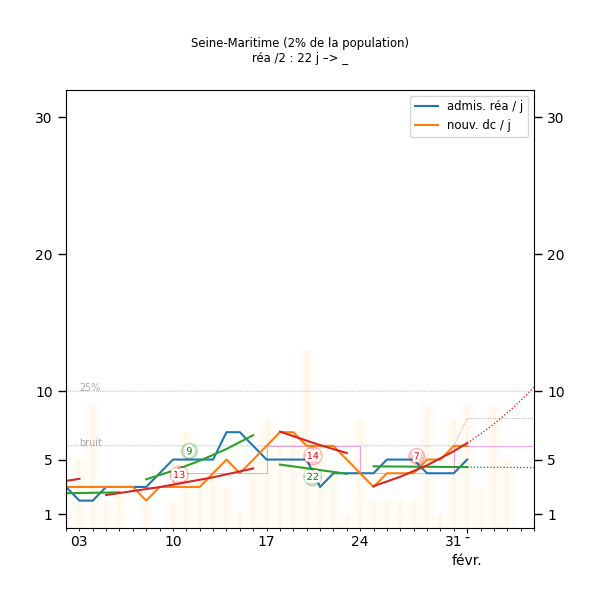 Seine-Maritime (2% de la population)
réa /2 : 22 j –> _
admis. réa / j
nouv. dc / j
30 30
20 20
25%
10 10
bruit
9
14
7
5 5
13
22
1 1
03 10 17 24 31 -
févr.